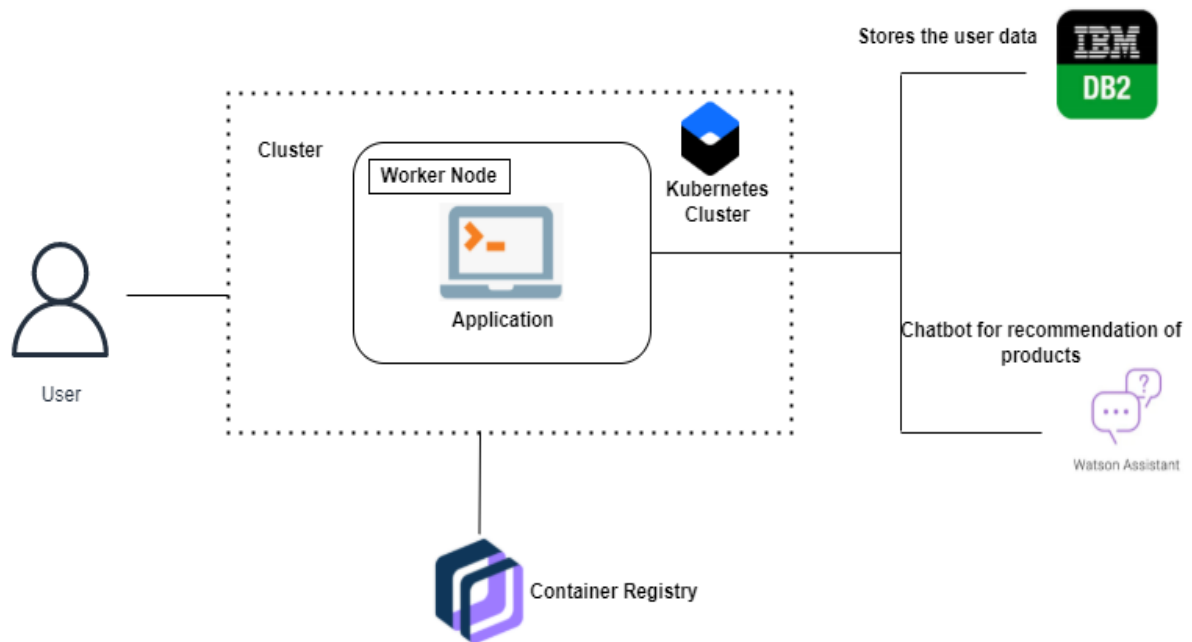 Stores the user data
IBM
DB2
Cluster
Worker Node
Kubernetes
Cluster
Application
User
Chatbot for recommendation of
products
?
Watson Assistant
Container Registry